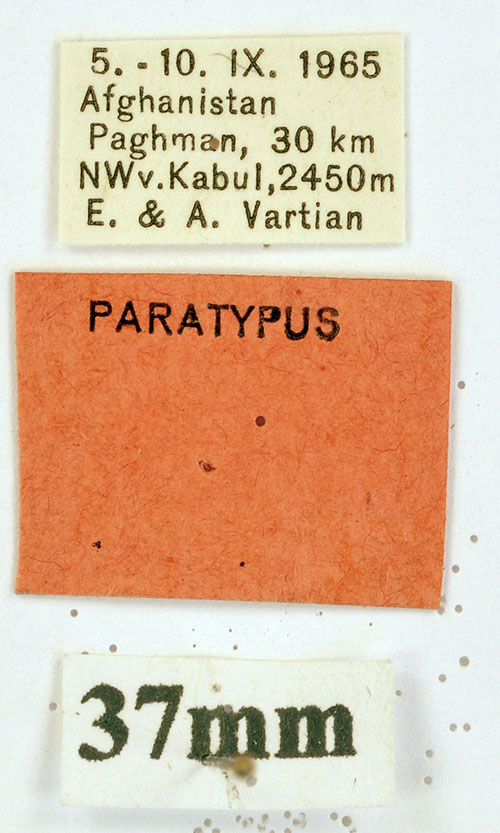 5. - 10. IX. 1965
Afghanistan
Paghman, 30 km
NWv.Kabul,2450m
E. & A. Vartian
PARATYPUS
37mm